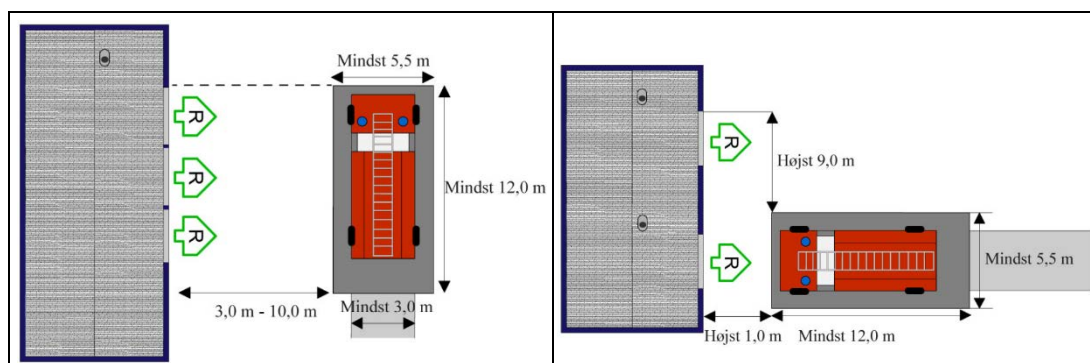 Mindst 5,5 m
R
R
R
Mindst 12,0 m
3,0 m - 10,0 m
Mindst 3,0 m
R
Højst 9,0 m
R
Mindst 5,5 m
Højst 1,0 m
Mindst 12,0 m